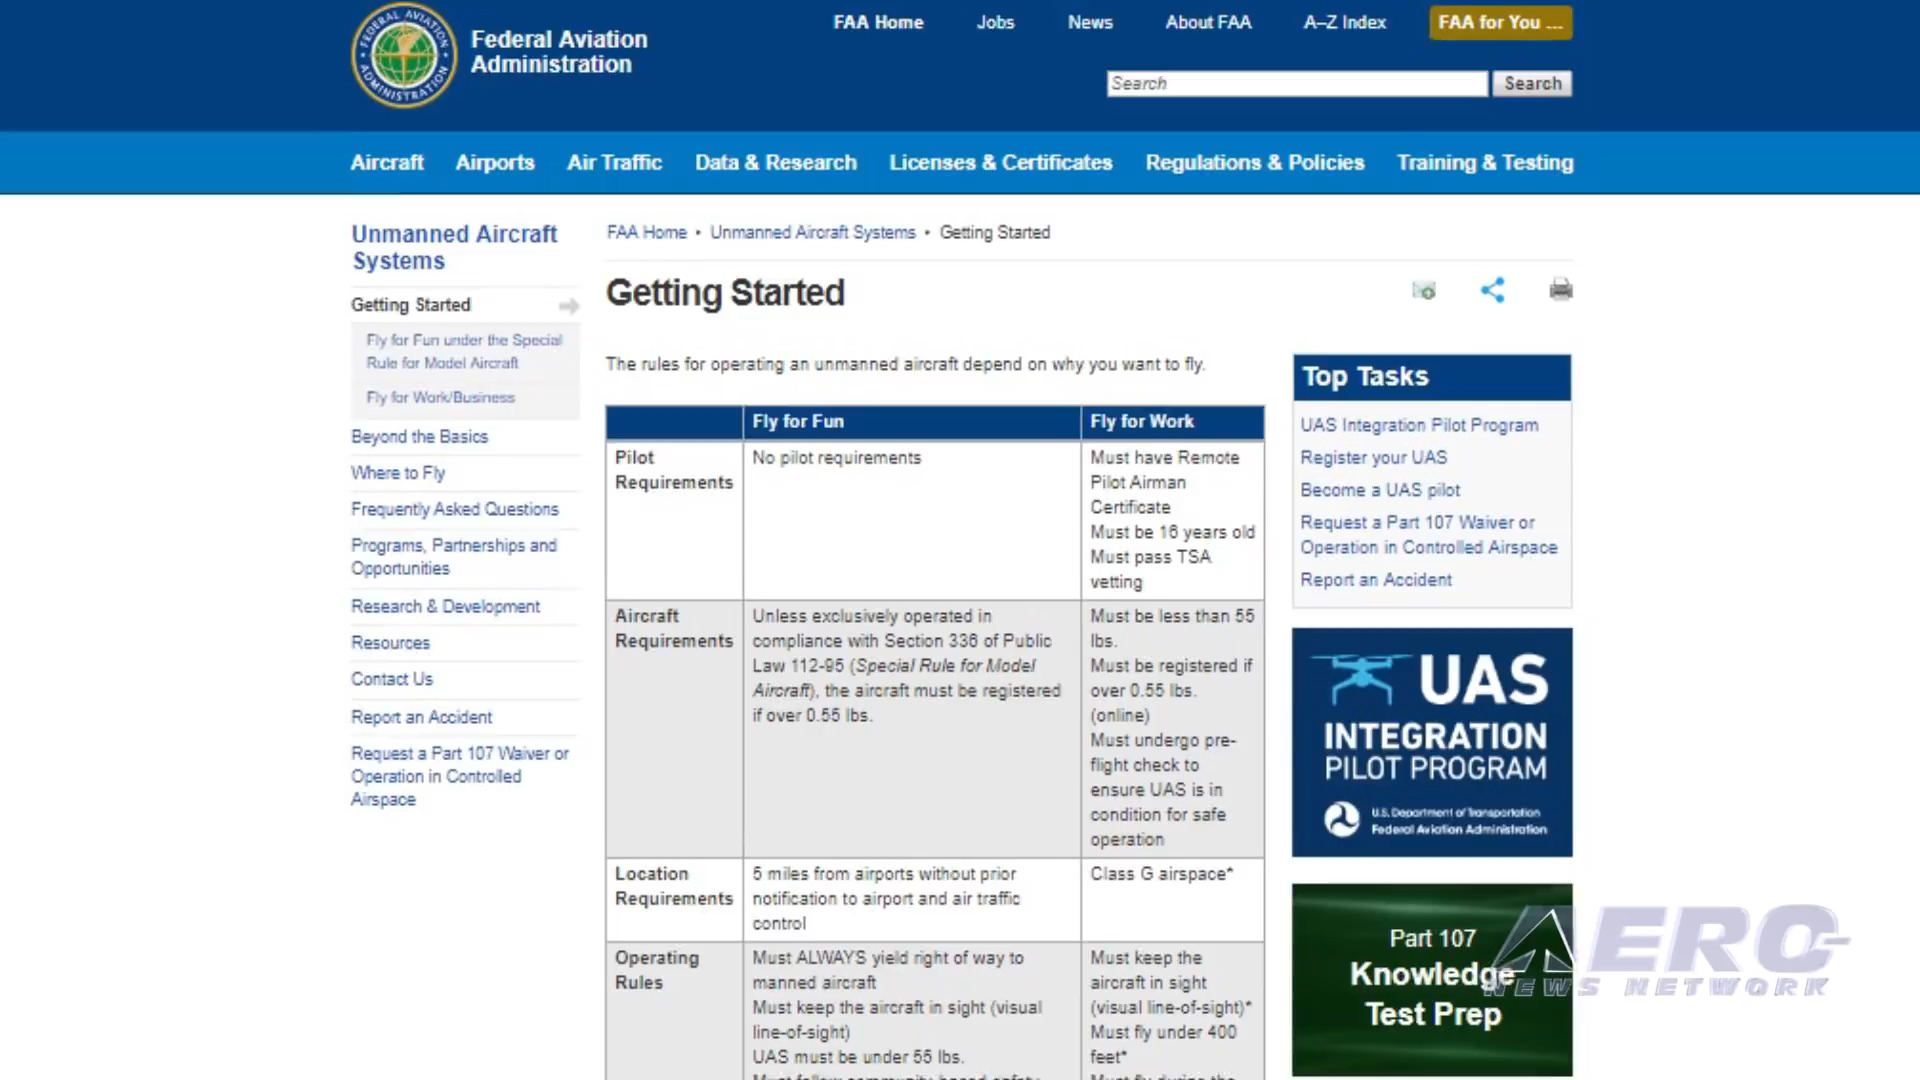 FEDERAL AVIATION ADMINISTRATION
Federal Aviation
Administration
FAA Home
Jobs
News
About FAA
A–Z Index
FAA for You ...
Search
Search
Aircraft
Airports
Air Traffic
Data & Research
Licenses & Certificates
Regulations & Policies
Training & Testing
Unmanned Aircraft
Systems
Getting Started
Fly for Fun under the Special
Rule for Model Aircraft
Fly for Work/Business
Beyond the Basics
Where to Fly
Frequently Asked Questions
Programs, Partnerships and
Opportunities
Research & Development
Resources
Contact Us
Report an Accident
Request a Part 107 Waiver or
Operation in Controlled
Airspace
FAA Home • Unmanned Aircraft Systems • Getting Started
Getting Started
The rules for operating an unmanned aircraft depend on why you want to fly.
Fly for Fun
Fly for Work
Pilot
Requirements
No pilot requirements
Must have Remote
Pilot Airman
Certificate
Must be 16 years old
Must pass TSA
vetting
Aircraft
Requirements
Unless exclusively operated in
compliance with Section 336 of Public
Law 112-95 (Special Rule for Model
Aircraft), the aircraft must be registered
if over 0.55 lbs.
Must be less than 55
lbs.
Must be registered if
over 0.55 lbs.
(online)
Must undergo pre-
flight check to
ensure UAS is in
condition for safe
operation
Location
Requirements
5 miles from airports without prior
notification to airport and air traffic
control
Class G airspace*
Operating
Rules
Must ALWAYS yield right of way to
manned aircraft
Must keep the aircraft in sight (visual
line-of-sight)
UAS must be under 55 lbs.
Must follow community-based safety
Must keep the
aircraft in sight
(visual line-of-sight)*
Must fly under 400
feet*
Must fly during the
Top Tasks
UAS Integration Pilot Program
Register your UAS
Become a UAS pilot
Request a Part 107 Waiver or
Operation in Controlled Airspace
Report an Accident
UAS
INTEGRATION
PILOT PROGRAM
U.S. Department of Transportation
Federal Aviation Administration
Part 107
Knowledge
Test Prep
AERO-
NEWS NETWORK